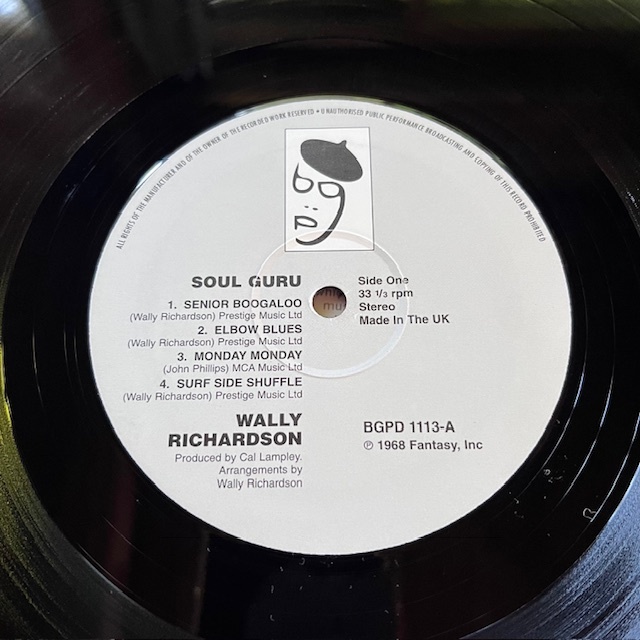 ALL RIGHTS OF THE MANUFACTURER AND OF THE OWNER OF THE RECORDED WORK RESERVED • UNAUTHORISED PUBLIC PERFORMANCE BROADCASTING AND COPYING OF THIS RECORD PROHIBITED
bgp
SOUL GURU
1. SENIOR BOOGALOO
(Wally Richardson) Prestige Music Ltd
2. ELBOW BLUES
(Wally Richardson) Prestige Music Ltd
3. MONDAY MONDAY
(John Phillips) MCA Music Ltd
4. SURF SIDE SHUFFLE
(Wally Richardson) Prestige Music Ltd
WALLY
RICHARDSON
Produced by Cal Lampley.
Arrangements by
Wally Richardson
Side One
33 1/3 rpm
Stereo
Made In The UK
BGPD 1113-A
℗ 1968 Fantasy, Inc